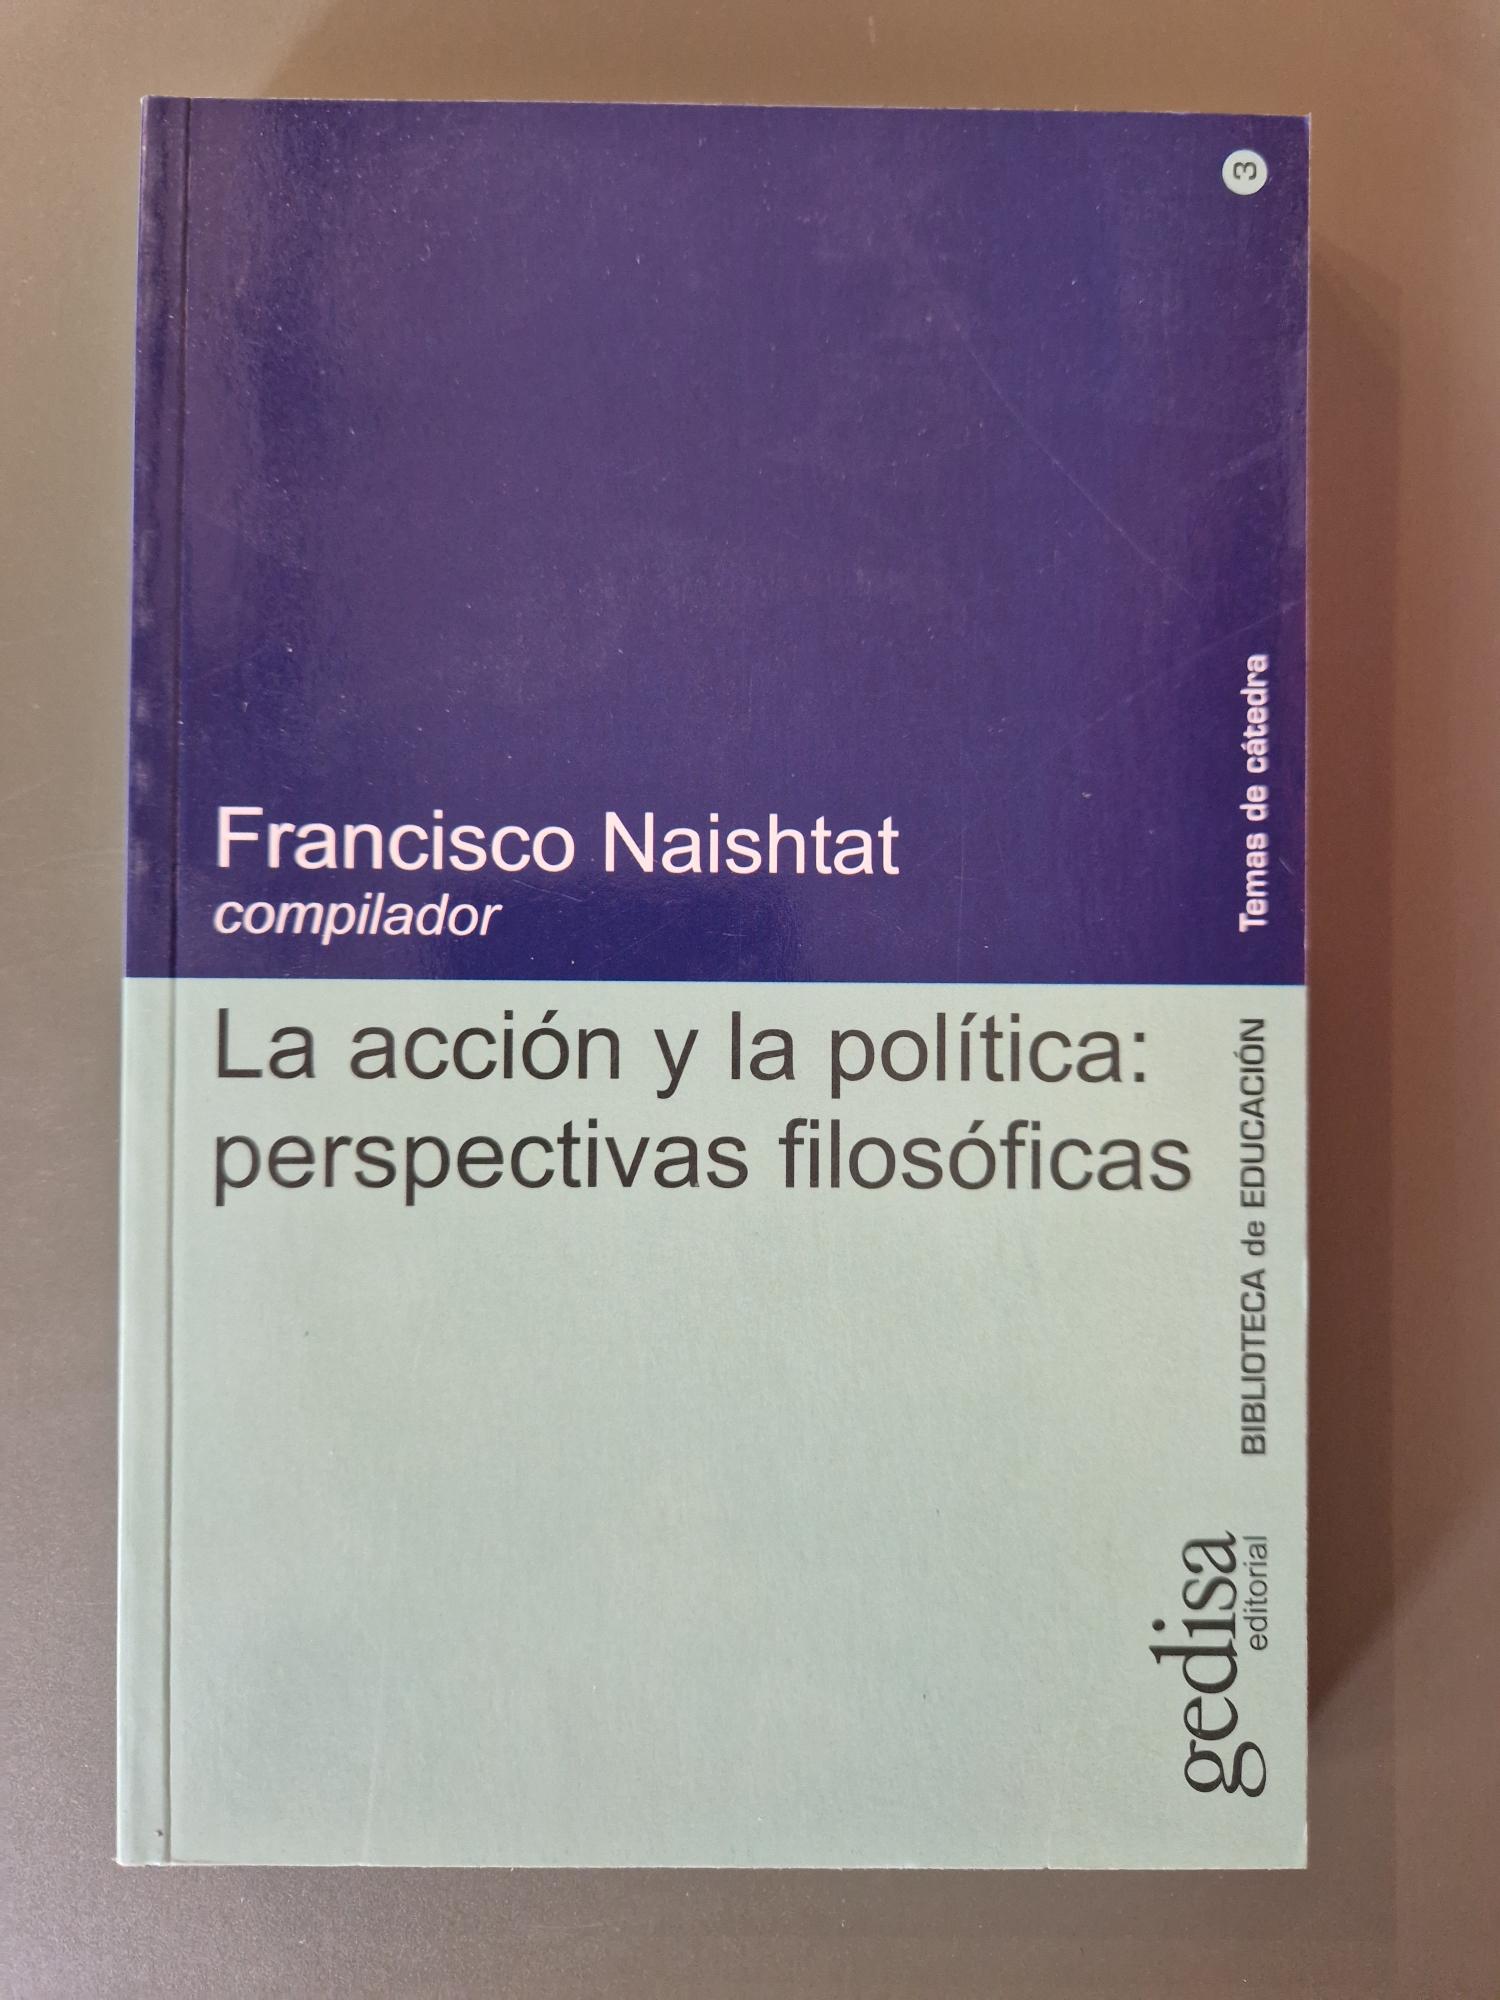 3
Francisco Naishtat
compilador
Temas de cátedra
La acción y la política:
perspectivas filosóficas
BIBLIOTECA de EDUCACIÓN
gedisa
editorial